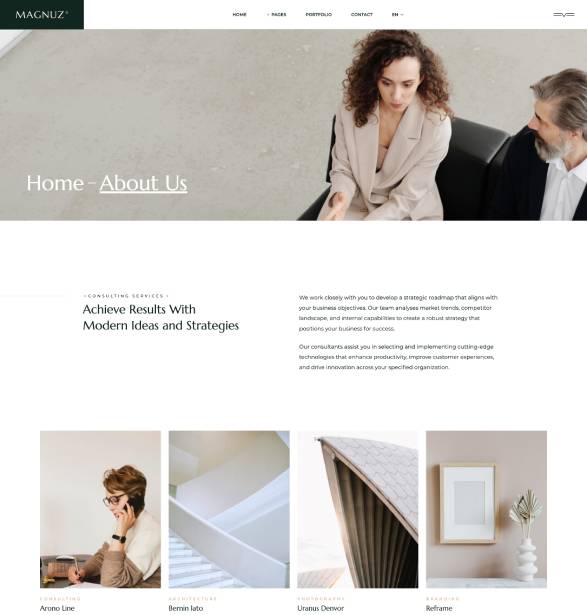 MAGNUZ®
HOME
PAGES
PORTFOLIO
CONTACT
EN
Home – About Us
CONSULTING SERVICES
Achieve Results With
Modern Ideas and Strategies
We work closely with you to develop a strategic roadmap that aligns with
your business objectives. Our team analyses market trends, competitor
landscape, and internal capabilities to create a robust strategy that
positions your business for success.
Our consultants assist you in selecting and implementing cutting-edge
technologies that enhance productivity, improve customer experiences,
and drive innovation across your specified organization.
CONSULTING
Arono Line
ARCHITECTURE
Bernin Iato
PHOTOGRAPHY
Uranus Denvor
BRANDING
Reframe